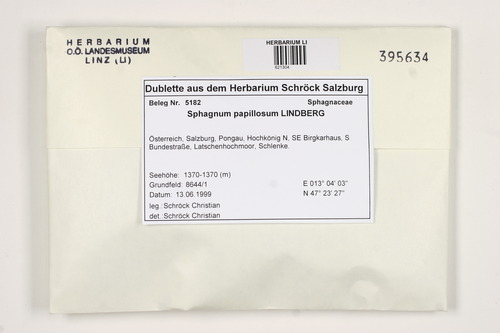 HERBARIUM
O.Ö. LANDESMUSEUM
LINZ (LI)
HERBARIUM LI
395634
Dublette aus dem Herbarium Schröck Salzburg
Beleg Nr. 5182 Sphagnaceae
Sphagnum papillosum LINDBERG
Österreich, Salzburg, Pongau, Hochkönig N, SE Birgkarhaus, S
Bundestraße, Latschenhochmoor, Schlenke.
Seehöhe: 1370-1370 (m)
Grundfeld: 8644/1 E 013° 04' 03"
Datum: 13.06.1999 N 47° 23' 27"
leg. Schröck Christian
det. Schröck Christian